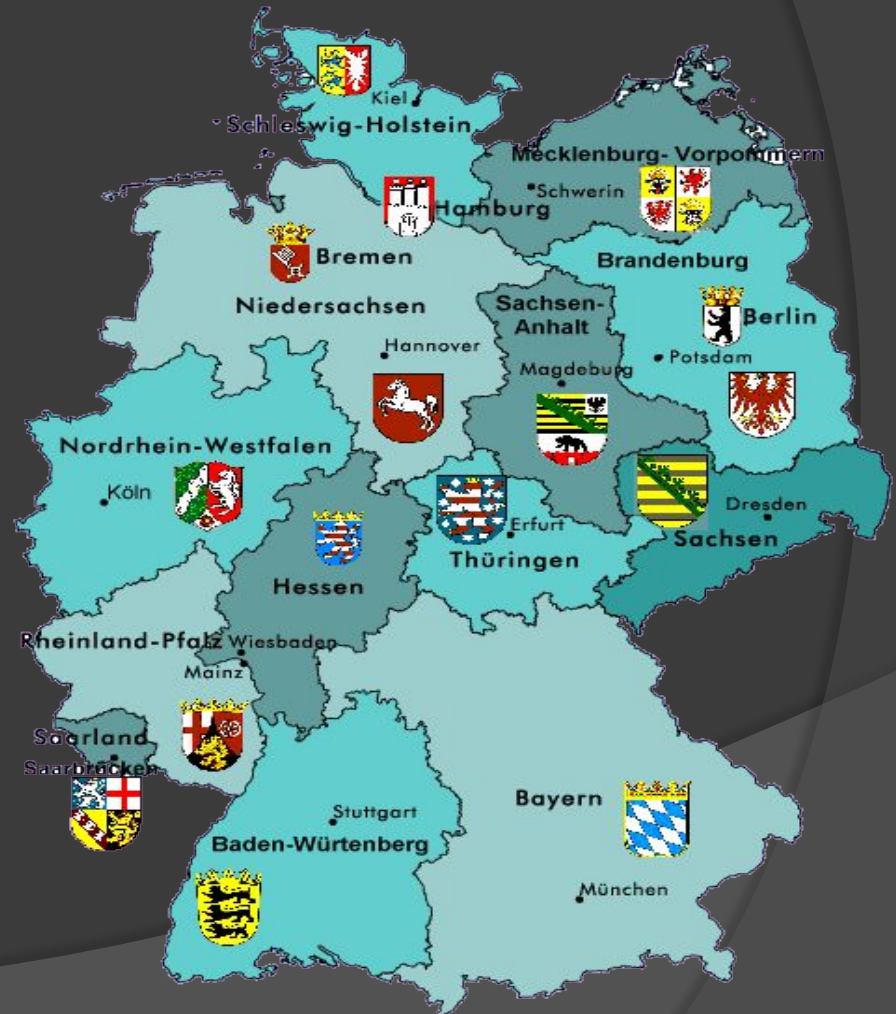 Kiel
Schleswig-Holstein
Mecklenburg- Vorpommern
Schwerin
Hamburg
Bremen
Brandenburg
Niedersachsen
Sachsen-
Anhalt
Berlin
Hannover
Potsdam
Magdeburg
Nordrhein-Westfalen
Köln
Dresden
Erfurt
Sachsen
Thüringen
Hessen
Rheinland-Pfalz
Wiesbaden
Mainz
Saarland
Saarbrücken
Bayern
Stuttgart
Baden-Würtenberg
München